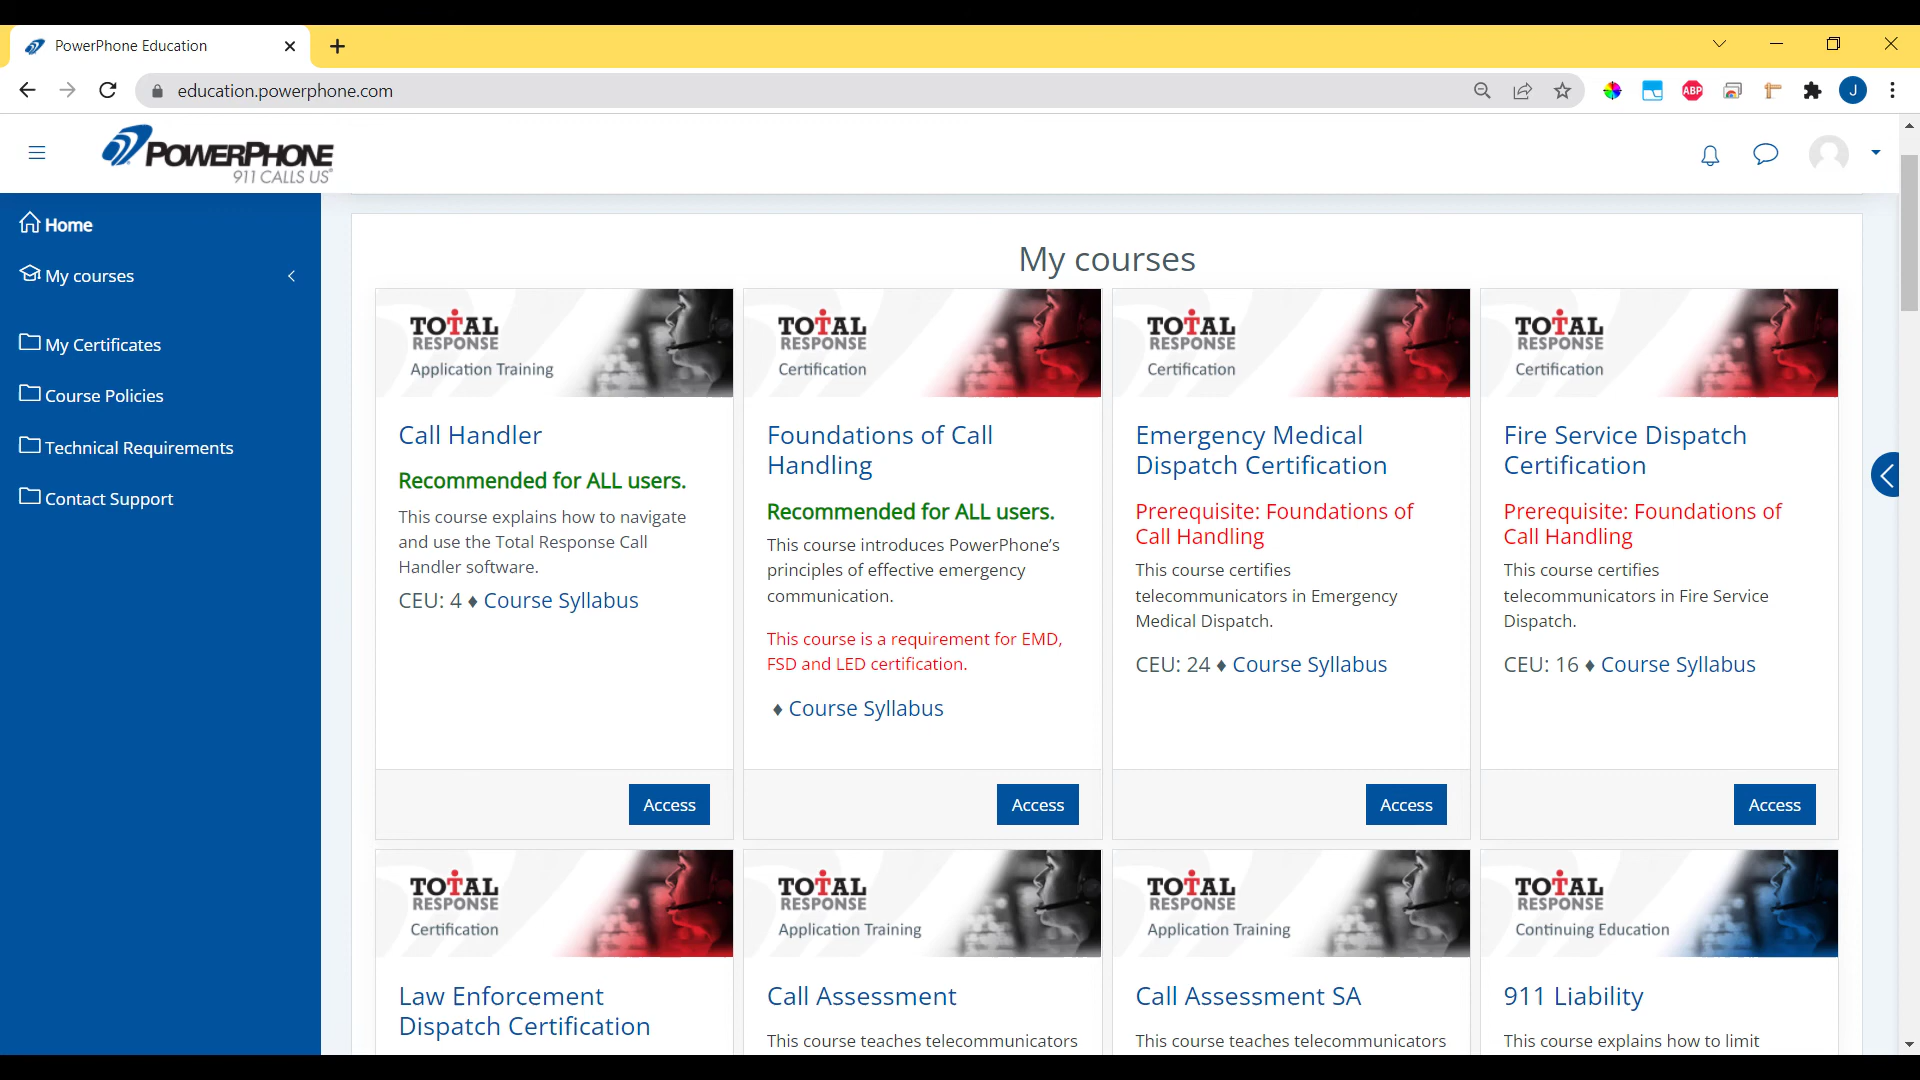 PowerPhone Education
education.powerphone.com
ABP
J
POWERPHONE
911 CALLS US®
Home
My courses
My Certificates
Course Policies
Technical Requirements
Contact Support
My courses
TOTAL
RESPONSE
Application Training
Call Handler
Recommended for ALL users.
This course explains how to navigate
and use the Total Response Call
Handler software.
CEU: 4 ♦ Course Syllabus
Access
TOTAL
RESPONSE
Certification
Foundations of Call
Handling
Recommended for ALL users.
This course introduces PowerPhone’s
principles of effective emergency
communication.
This course is a requirement for EMD,
FSD and LED certification.
♦ Course Syllabus
Access
TOTAL
RESPONSE
Certification
Emergency Medical
Dispatch Certification
Prerequisite: Foundations of
Call Handling
This course certifies
telecommunicators in Emergency
Medical Dispatch.
CEU: 24 ♦ Course Syllabus
Access
TOTAL
RESPONSE
Certification
Fire Service Dispatch
Certification
Prerequisite: Foundations of
Call Handling
This course certifies
telecommunicators in Fire Service
Dispatch.
CEU: 16 ♦ Course Syllabus
Access
TOTAL
RESPONSE
Certification
Law Enforcement
Dispatch Certification
TOTAL
RESPONSE
Application Training
Call Assessment
This course teaches telecommunicators
TOTAL
RESPONSE
Application Training
Call Assessment SA
This course teaches telecommunicators
TOTAL
RESPONSE
Continuing Education
911 Liability
This course explains how to limit